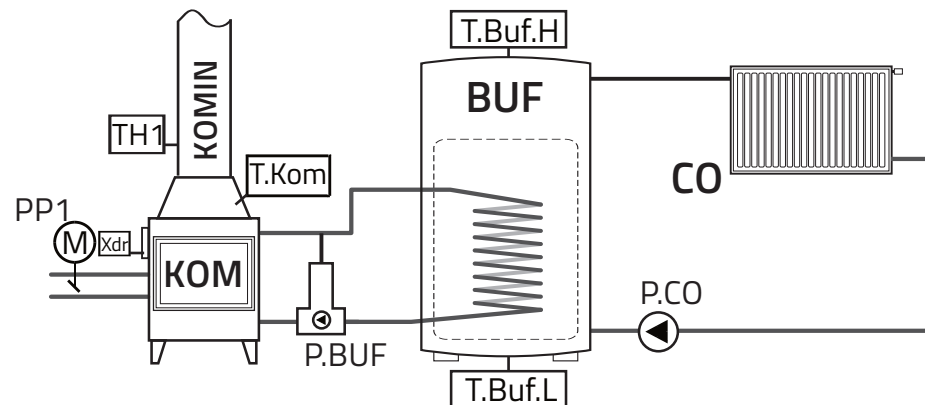 T.Buf.H
KOMIN
BUF
TH1
T.Kom
CO
PP1
M
Xdr
KOM
P.CO
P.BUF
T.Buf.L